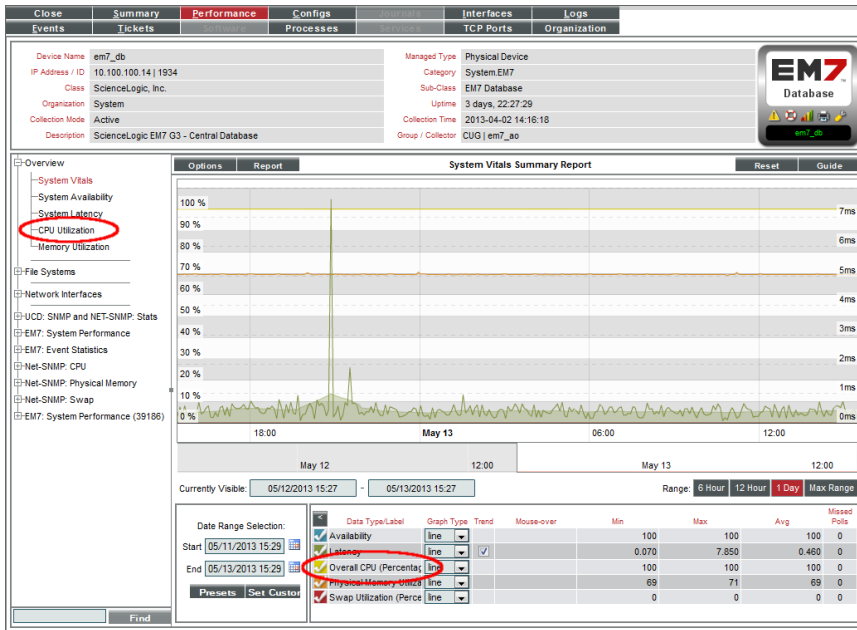 Close Summary Performance Configs Journals Interfaces Logs
Events Tickets Software Processes Services TCP Ports Organization
Device Name em7_db
IP Address / ID 10.100.100.14 | 1934
Class ScienceLogic, Inc.
Organization System
Collection Mode Active
Description ScienceLogic EM7 G3 - Central Database
Managed Type Physical Device
Category System.EM7
Sub-Class EM7 Database
Uptime 3 days, 22:27:29
Collection Time 2013-04-02 14:16:18
Group / Collector CUG | em7_ao
EM7
Database
em7_db
Overview
System Vitals
System Availability
System Latency
CPU Utilization
Memory Utilization
File Systems
Network Interfaces
UCD: SNMP and NET-SNMP: Stats
EM7: System Performance
EM7: Event Statistics
Net-SNMP: CPU
Net-SNMP: Physical Memory
Net-SNMP: Swap
EM7: System Performance (39186)
Find
Options Report System Vitals Summary Report Reset Guide
100 %
90 %
80 %
70 %
60 %
50 %
40 %
30 %
20 %
10 %
0 %
7ms
6ms
5ms
4ms
3ms
2ms
1ms
0ms
18:00 May 13 06:00 12:00
May 12 12:00 May 13 12:00
Currently Visible: 05/12/2013 15:27 - 05/13/2013 15:27 Range: 6 Hour 12 Hour 1 Day Max Range
Date Range Selection:
Start 05/11/2013 15:29
End 05/13/2013 15:29
Presets Set Custor
< Data Type/Label Graph Type Trend Mouse-over Min Max Avg Missed Polls
Availability line 100 100 100 0
Latency line 0.070 7.850 0.460 0
Overall CPU (Percentag line 100 100 100 0
Physical Memory Utiliza line 69 71 69 0
Swap Utilization (Perce line 0 0 0 0